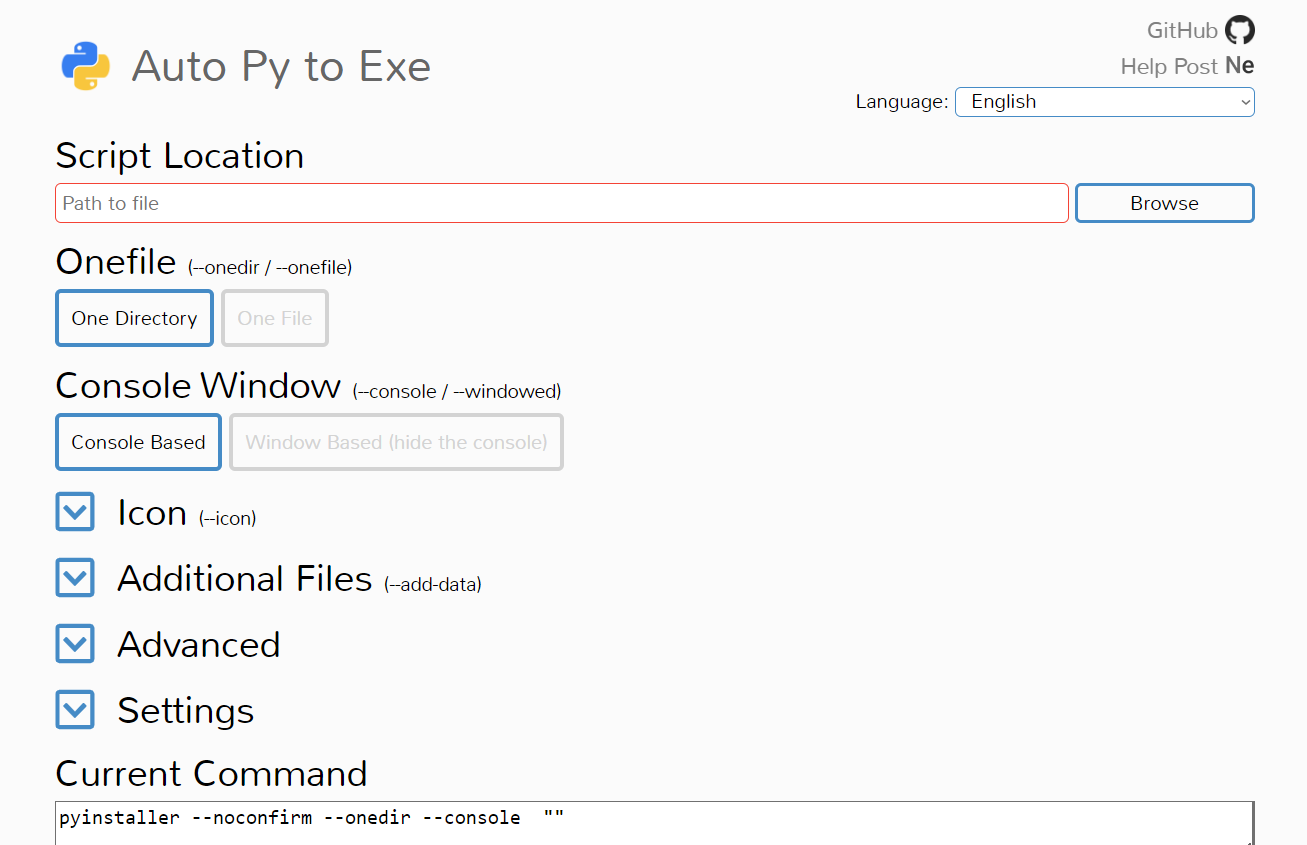 GitHub
Auto Py to Exe
Help Post Ne
Language: English
Script Location
Path to file Browse
Onefile (--onedir / --onefile)
One Directory One File
Console Window (--console / --windowed)
Console Based Window Based (hide the console)
Icon (--icon)
Additional Files (--add-data)
Advanced
Settings
Current Command
pyinstaller --noconfirm --onedir --console  ""